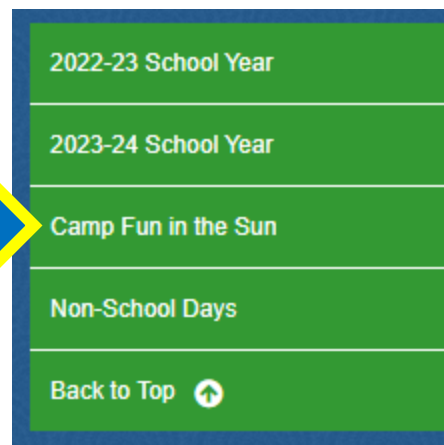 2022-23 School Year
2023-24 School Year
Camp Fun in the Sun
Non-School Days
Back to Top